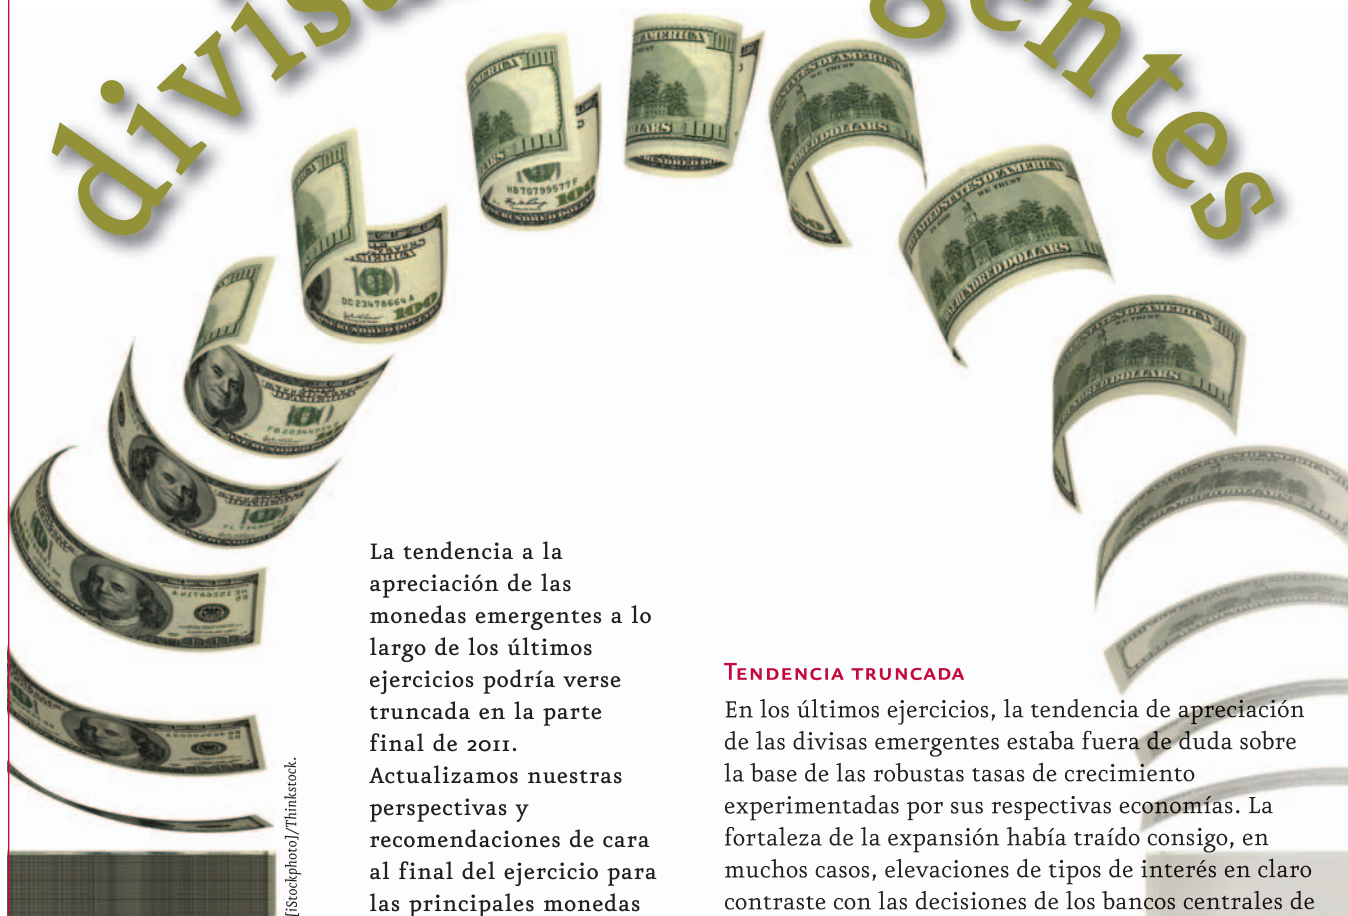 divis
gentes
La tendencia a la
apreciación de las
monedas emergentes a lo
largo de los últimos
ejercicios podría verse
truncada en la parte
final de 2011.
Actualizamos nuestras
perspectivas y
recomendaciones de cara
al final del ejercicio para
las principales monedas
Tendencia truncada
En los últimos ejercicios, la tendencia de apreciación
de las divisas emergentes estaba fuera de duda sobre
la base de las robustas tasas de crecimiento
experimentadas por sus respectivas economías. La
fortaleza de la expansión había traído consigo, en
muchos casos, elevaciones de tipos de interés en claro
contraste con las decisiones de los bancos centrales de
[iStockphoto]/Thinkstock.
HB70799577F
DC23478664A